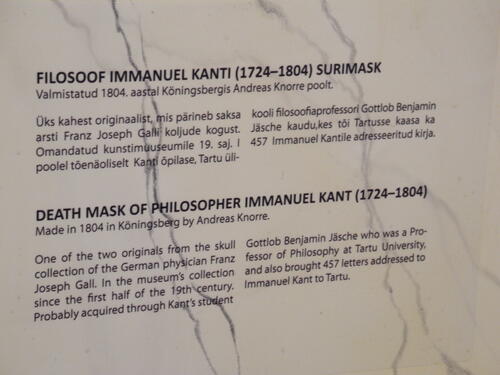 FILOSOOF IMMANUEL KANTI (1724–1804) SURIMASK
Valmistatud 1804. aastal Köningsbergis Andreas Knorre poolt.
Üks kahest originaalist, mis pärineb saksa
arsti Franz Joseph Galli koljude kogust.
Omandatud kunstimuuseumile 19. saj. I
poolel tõenäoliselt Kanti õpilase, Tartu üli-
kooli filosoofiaprofessori Gottlob Benjamin
Jäsche kaudu,kes tõi Tartusse kaasa ka
457 Immanuel Kantile adresseeritud kirja.
DEATH MASK OF PHILOSOPHER IMMANUEL KANT (1724–1804)
Made in 1804 in Köningsberg by Andreas Knorre.
One of the two originals from the skull
collection of the German physician Franz
Joseph Gall. In the museum's collection
since the first half of the 19th century.
Probably acquired through Kant's student
Gottlob Benjamin Jäsche who was a Pro-
fessor of Philosophy at Tartu University,
and also brought 457 letters addressed to
Immanuel Kant to Tartu.